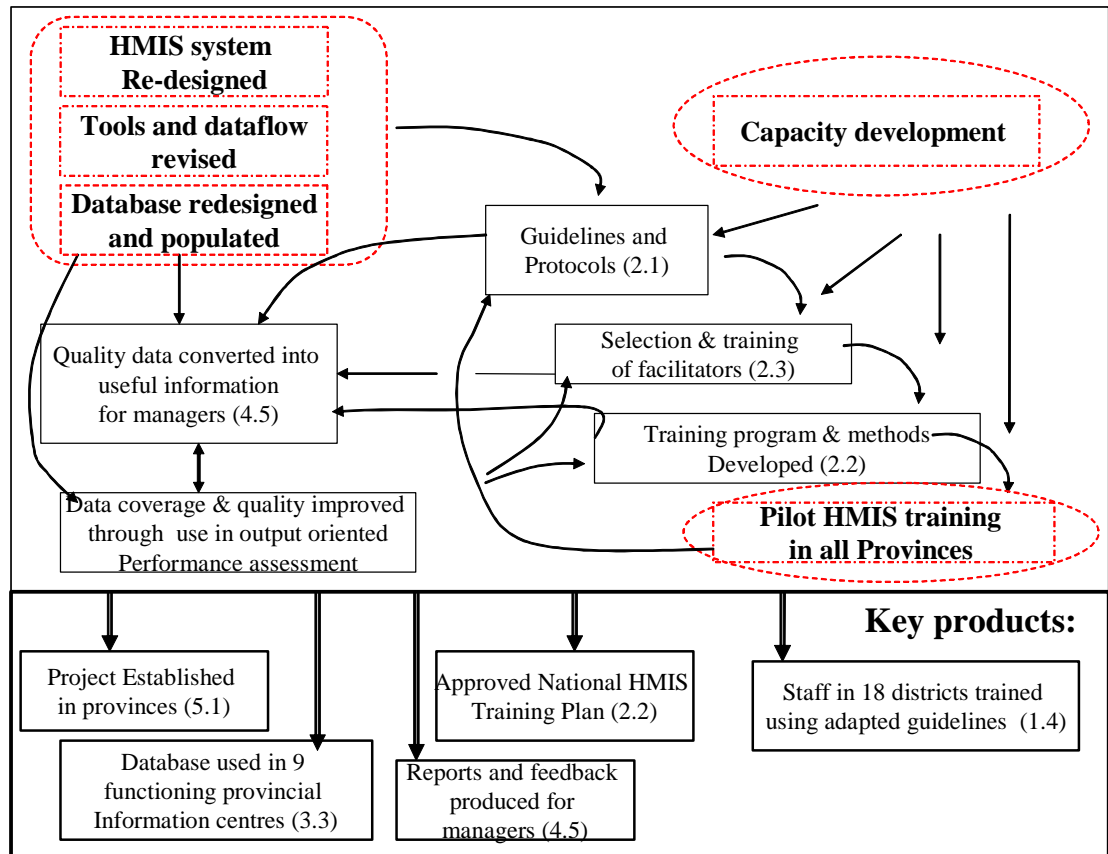 HMIS system
Re-designed
Tools and dataflow
revised
Database redesigned
and populated
Capacity development
Guidelines and
Protocols (2.1)
Quality data converted into
useful information
for managers (4.5)
Selection & training
of facilitators (2.3)
Training program & methods
Developed (2.2)
Data coverage & quality improved
through use in output oriented
Performance assessment
Pilot HMIS training
in all Provinces
Key products:
Project Established
in provinces (5.1)
Approved National HMIS
Training Plan (2.2)
Staff in 18 districts trained
using adapted guidelines (1.4)
Database used in 9
functioning provincial
Information centres (3.3)
Reports and feedback
produced for
managers (4.5)